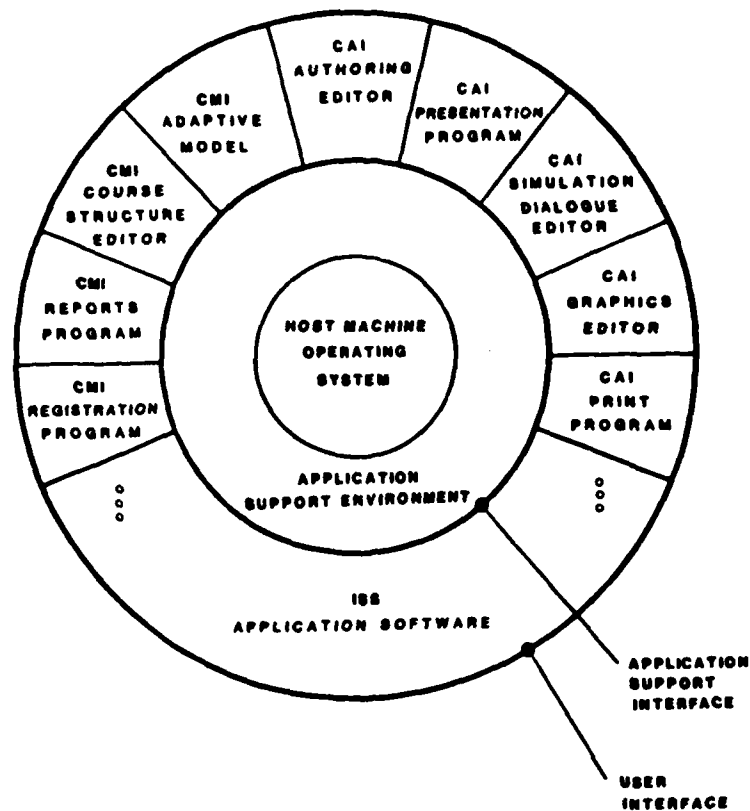 CAI
AUTHORING
EDITOR
CMI
ADAPTIVE
MODEL
CAI
PRESENTATION
PROGRAM
CMI
COURSE
STRUCTURE
EDITOR
CAI
SIMULATION
DIALOGUE
EDITOR
CMI
REPORTS
PROGRAM
CAI
GRAPHICS
EDITOR
CMI
REGISTRATION
PROGRAM
CAI
PRINT
PROGRAM
HOST MACHINE
OPERATING
SYSTEM
APPLICATION
SUPPORT ENVIRONMENT
ISS
APPLICATION SOFTWARE
APPLICATION
SUPPORT
INTERFACE
USER
INTERFACE